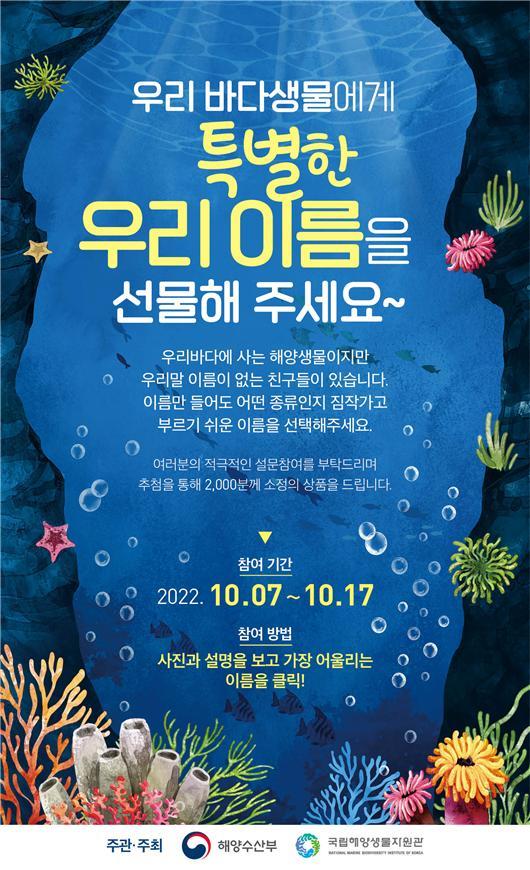 우리 바다생물에게
특별한
우리 이름을
선물해 주세요~
우리바다에 사는 해양생물이지만
우리말 이름이 없는 친구들이 있습니다.
이름만 들어도 어떤 종류인지 짐작가고
부르기 쉬운 이름을 선택해주세요.
여러분의 적극적인 설문참여를 부탁드리며
추첨을 통해 2,000분께 소정의 상품을 드립니다.
참여 기간
2022. 10.07 ~ 10.17
참여 방법
사진과 설명을 보고 가장 어울리는
이름을 클릭!
주관·주최 해양수산부 국립해양생물자원관
NATIONAL MARINE BIODIVERSITY INSTITUTE OF KOREA